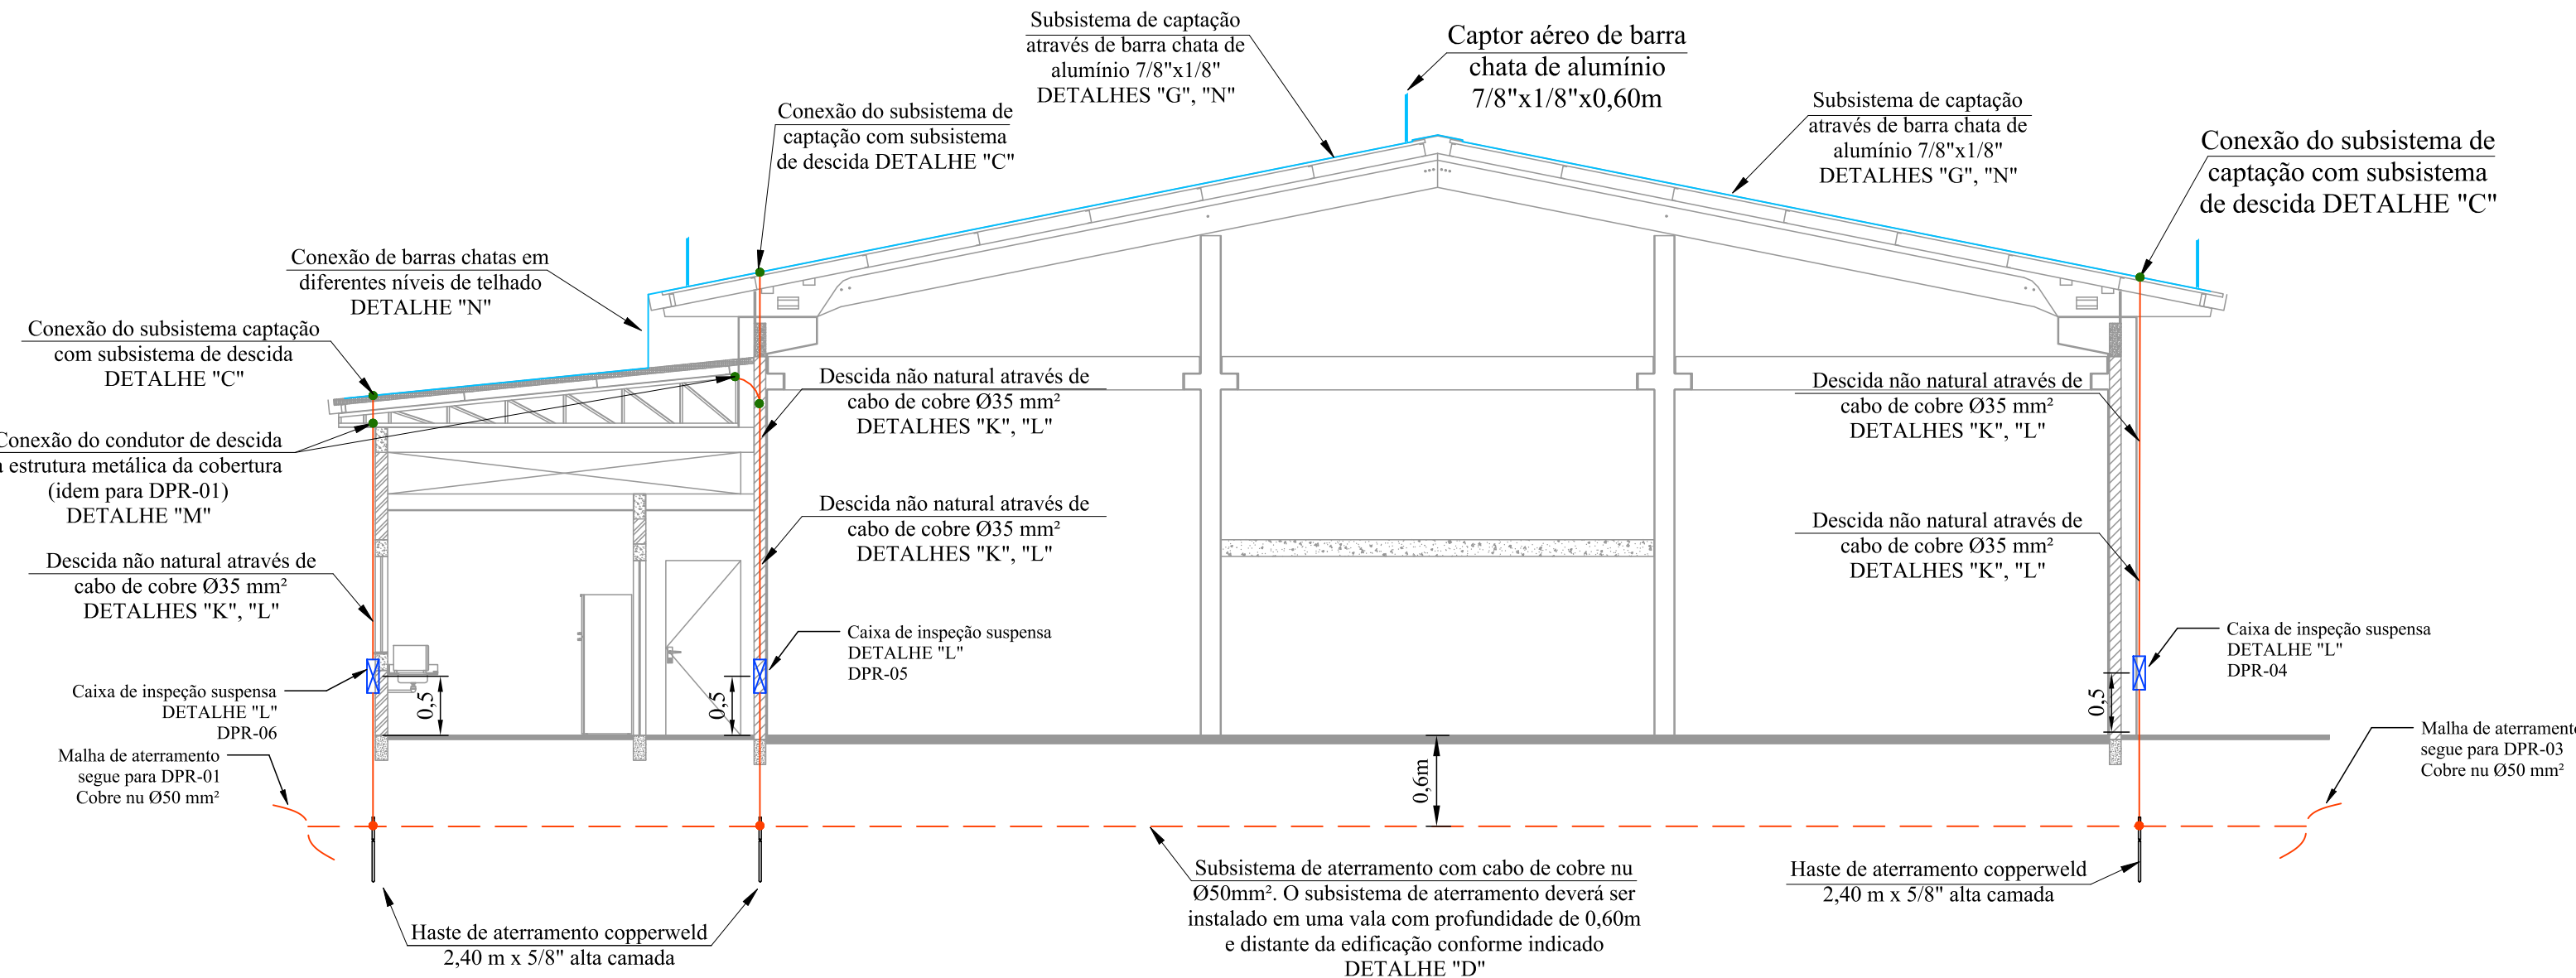 Subsistema de captação
através de barra chata de
alumínio 7/8"x1/8"
DETALHES "G", "N"
Captor aéreo de barra
chata de alumínio
7/8"x1/8"x0,60m
Conexão do subsistema de
captação com subsistema
de descida DETALHE "C"
Subsistema de captação
através de barra chata de
alumínio 7/8"x1/8"
DETALHES "G", "N"
Conexão do subsistema de
captação com subsistema
de descida DETALHE "C"
Conexão de barras chatas em
diferentes níveis de telhado
DETALHE "N"
Conexão do subsistema captação
com subsistema de descida
DETALHE "C"
Conexão do condutor de descida
a estrutura metálica da cobertura
(idem para DPR-01)
DETALHE "M"
Descida não natural através de
cabo de cobre Ø35 mm²
DETALHES "K", "L"
Descida não natural através de
cabo de cobre Ø35 mm²
DETALHES "K", "L"
Descida não natural através de
cabo de cobre Ø35 mm²
DETALHES "K", "L"
Descida não natural através de
cabo de cobre Ø35 mm²
DETALHES "K", "L"
Descida não natural através de
cabo de cobre Ø35 mm²
DETALHES "K", "L"
Caixa de inspeção suspensa
DETALHE "L"
DPR-06
0,5
0,5
Caixa de inspeção suspensa
DETALHE "L"
DPR-05
0,5
Caixa de inspeção suspensa
DETALHE "L"
DPR-04
Malha de aterramento
segue para DPR-01
Cobre nu Ø50 mm²
0,6m
Malha de aterramento
segue para DPR-03
Cobre nu Ø50 mm²
Haste de aterramento copperweld
2,40 m x 5/8" alta camada
Subsistema de aterramento com cabo de cobre nu
Ø50mm². O subsistema de aterramento deverá ser
instalado em uma vala com profundidade de 0,60m
e distante da edificação conforme indicado
DETALHE "D"
Haste de aterramento copperweld
2,40 m x 5/8" alta camada